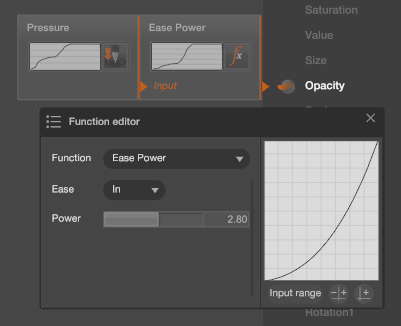 Saturation
Pressure
Ease Power
Value
Size
Input
Opacity
Function editor
Function
Ease Power
Ease
In
Power
2.80
Input range
Rotation1